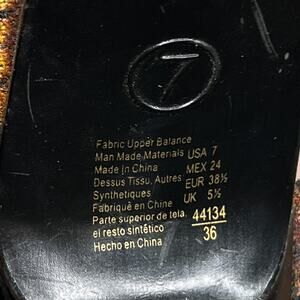 7
Fabric Upper Balance
Man Made Materials USA 7
Made In China MEX 24
Dessus Tissu, Autres EUR 38½
Synthetiques UK 5½
Fabriqué en Chine
Parte superior de tela. 44134
el resto sintético 36
Hecho en China
7